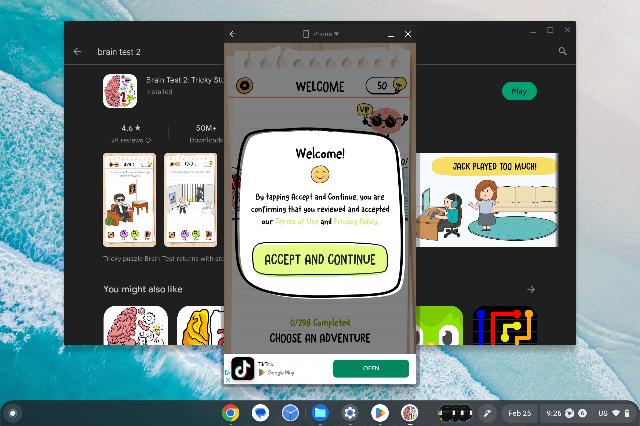 Phone
brain test 2
Brain Test 2: Tricky Sto
Installed
Play
4.6 ★
50M+
2K reviews
Downloads
WELCOME
50
VIP
Welcome!
By tapping Accept and Continue, you are
confirming that you reviewed and accepted
our Terms of Use and Privacy Policy.
ACCEPT AND CONTINUE
JACK PLAYED TOO MUCH!
Tricky puzzle Brain Test returns with sto
You might also like
0/298 Completed
CHOOSE AN ADVENTURE
TikTok
Google Play
OPEN
Feb 25
9:26
US